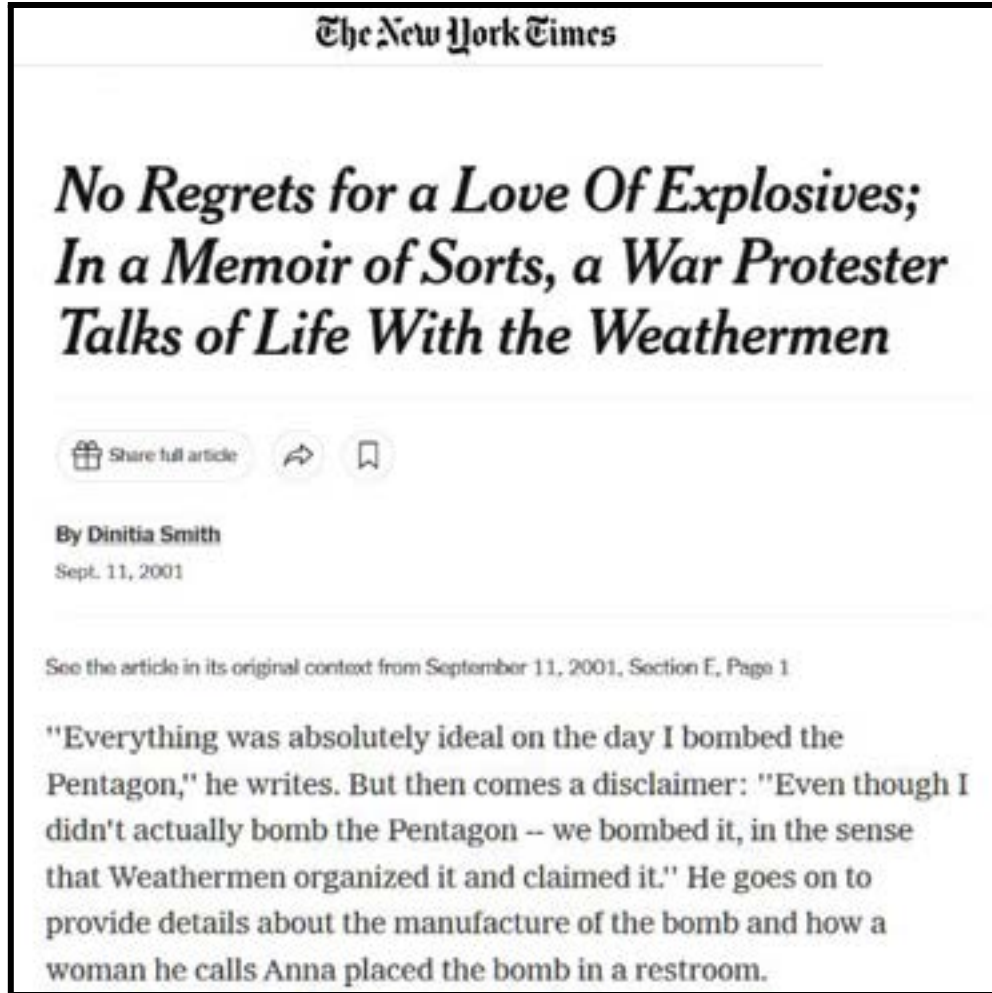 The New York Times
No Regrets for a Love Of Explosives;
In a Memoir of Sorts, a War Protester
Talks of Life With the Weathermen
Share full article
By Dinitia Smith
Sept. 11, 2001
See the article in its original context from September 11, 2001, Section E, Page 1
"Everything was absolutely ideal on the day I bombed the
Pentagon," he writes. But then comes a disclaimer: "Even though I
didn't actually bomb the Pentagon -- we bombed it, in the sense
that Weathermen organized it and claimed it." He goes on to
provide details about the manufacture of the bomb and how a
woman he calls Anna placed the bomb in a restroom.